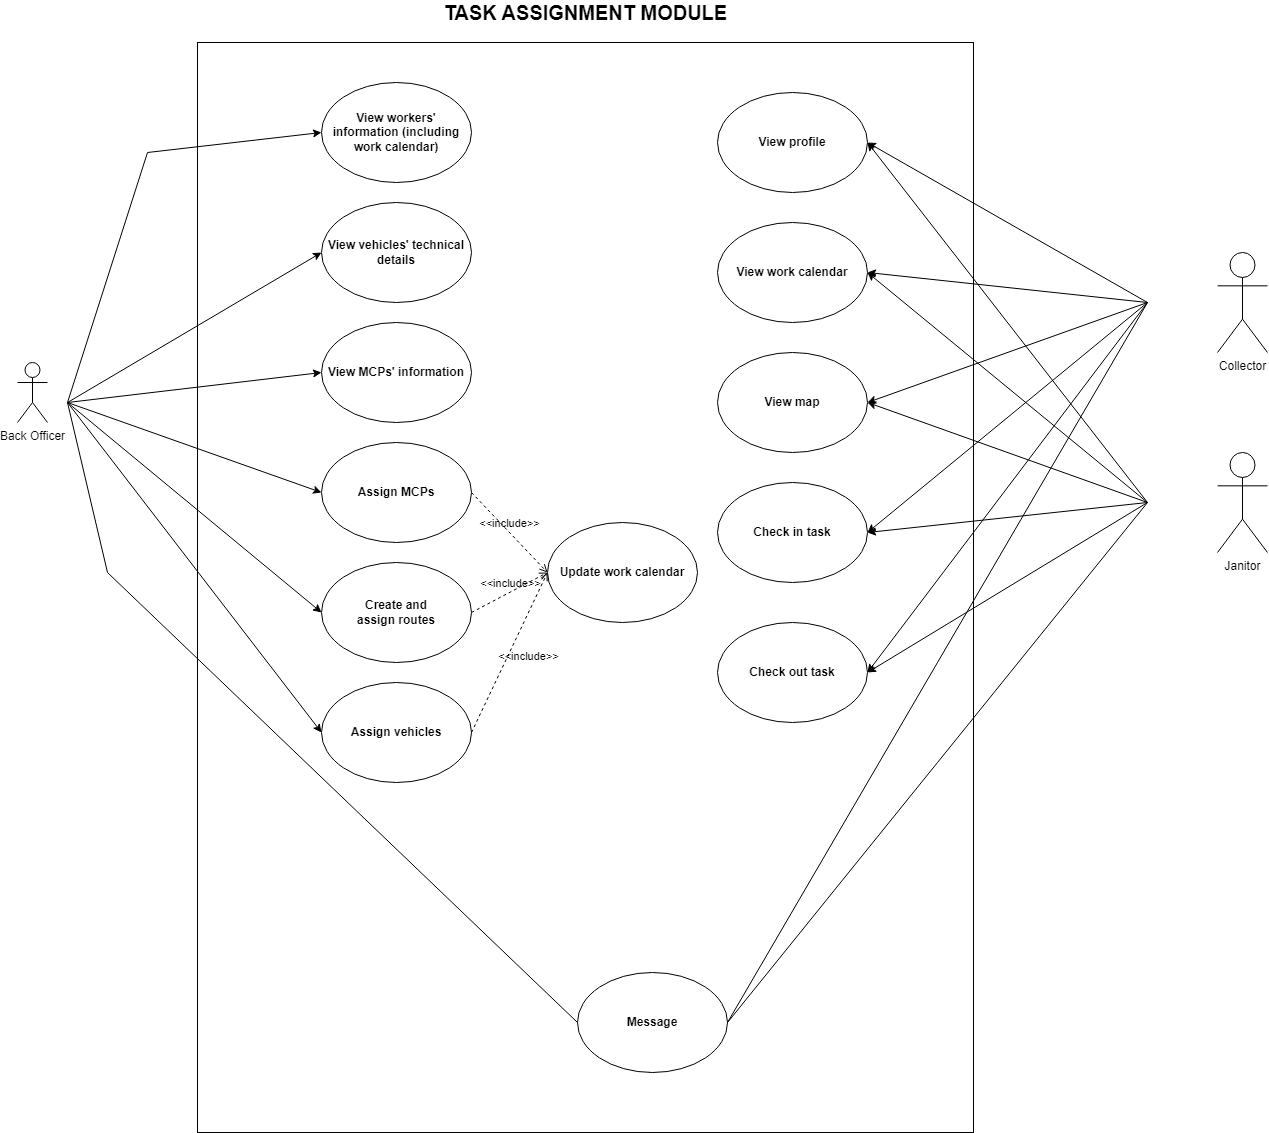 TASK ASSIGNMENT MODULE
View workers'
information (including
work calendar)
View profile
View vehicles' technical
details
View work calendar
Collector
View MCPs' information
View map
Back Officer
Assign MCPs
<<include>>
Check in task
Janitor
Update work calendar
<<include>>
Create and
assign routes
<<include>>
Check out task
Assign vehicles
Message